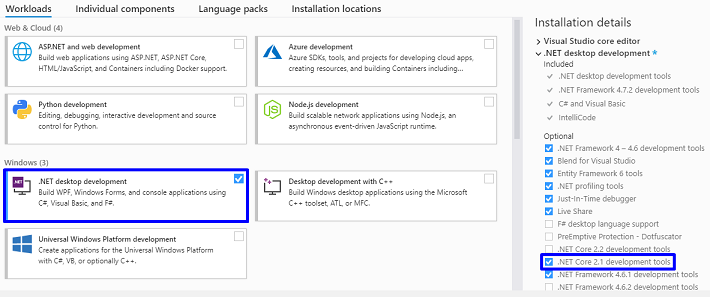 Workloads Individual components Language packs Installation locations
Web & Cloud (4)
ASP.NET and web development
Build web applications using ASP.NET, ASP.NET Core,
HTML/JavaScript, and Containers including Docker support.
Azure development
Azure SDKs, tools, and projects for developing cloud apps,
creating resources, and building Containers including...
Python development
Editing, debugging, interactive development and source
control for Python.
Node.js development
Build scalable network applications using Node.js, an
asynchronous event-driven JavaScript runtime.
Windows (3)
.NET desktop development
Build WPF, Windows Forms, and console applications using
C#, Visual Basic, and F#.
Desktop development with C++
Build Windows desktop applications using the Microsoft
C++ toolset, ATL, or MFC.
Universal Windows Platform development
Create applications for the Universal Windows Platform
with C#, VB, or optionally C++.
Installation details
Visual Studio core editor
.NET desktop development *
Included
.NET desktop development tools
.NET Framework 4.7.2 development tools
C# and Visual Basic
IntelliCode
Optional
.NET Framework 4 – 4.6 development tools
Blend for Visual Studio
Entity Framework 6 tools
.NET profiling tools
Just-In-Time debugger
Live Share
F# desktop language support
PreEmptive Protection - Dotfuscator
.NET Core 2.2 development tools
.NET Core 2.1 development tools
.NET Framework 4.6.1 development tools
.NET Framework 4.6.2 development tools